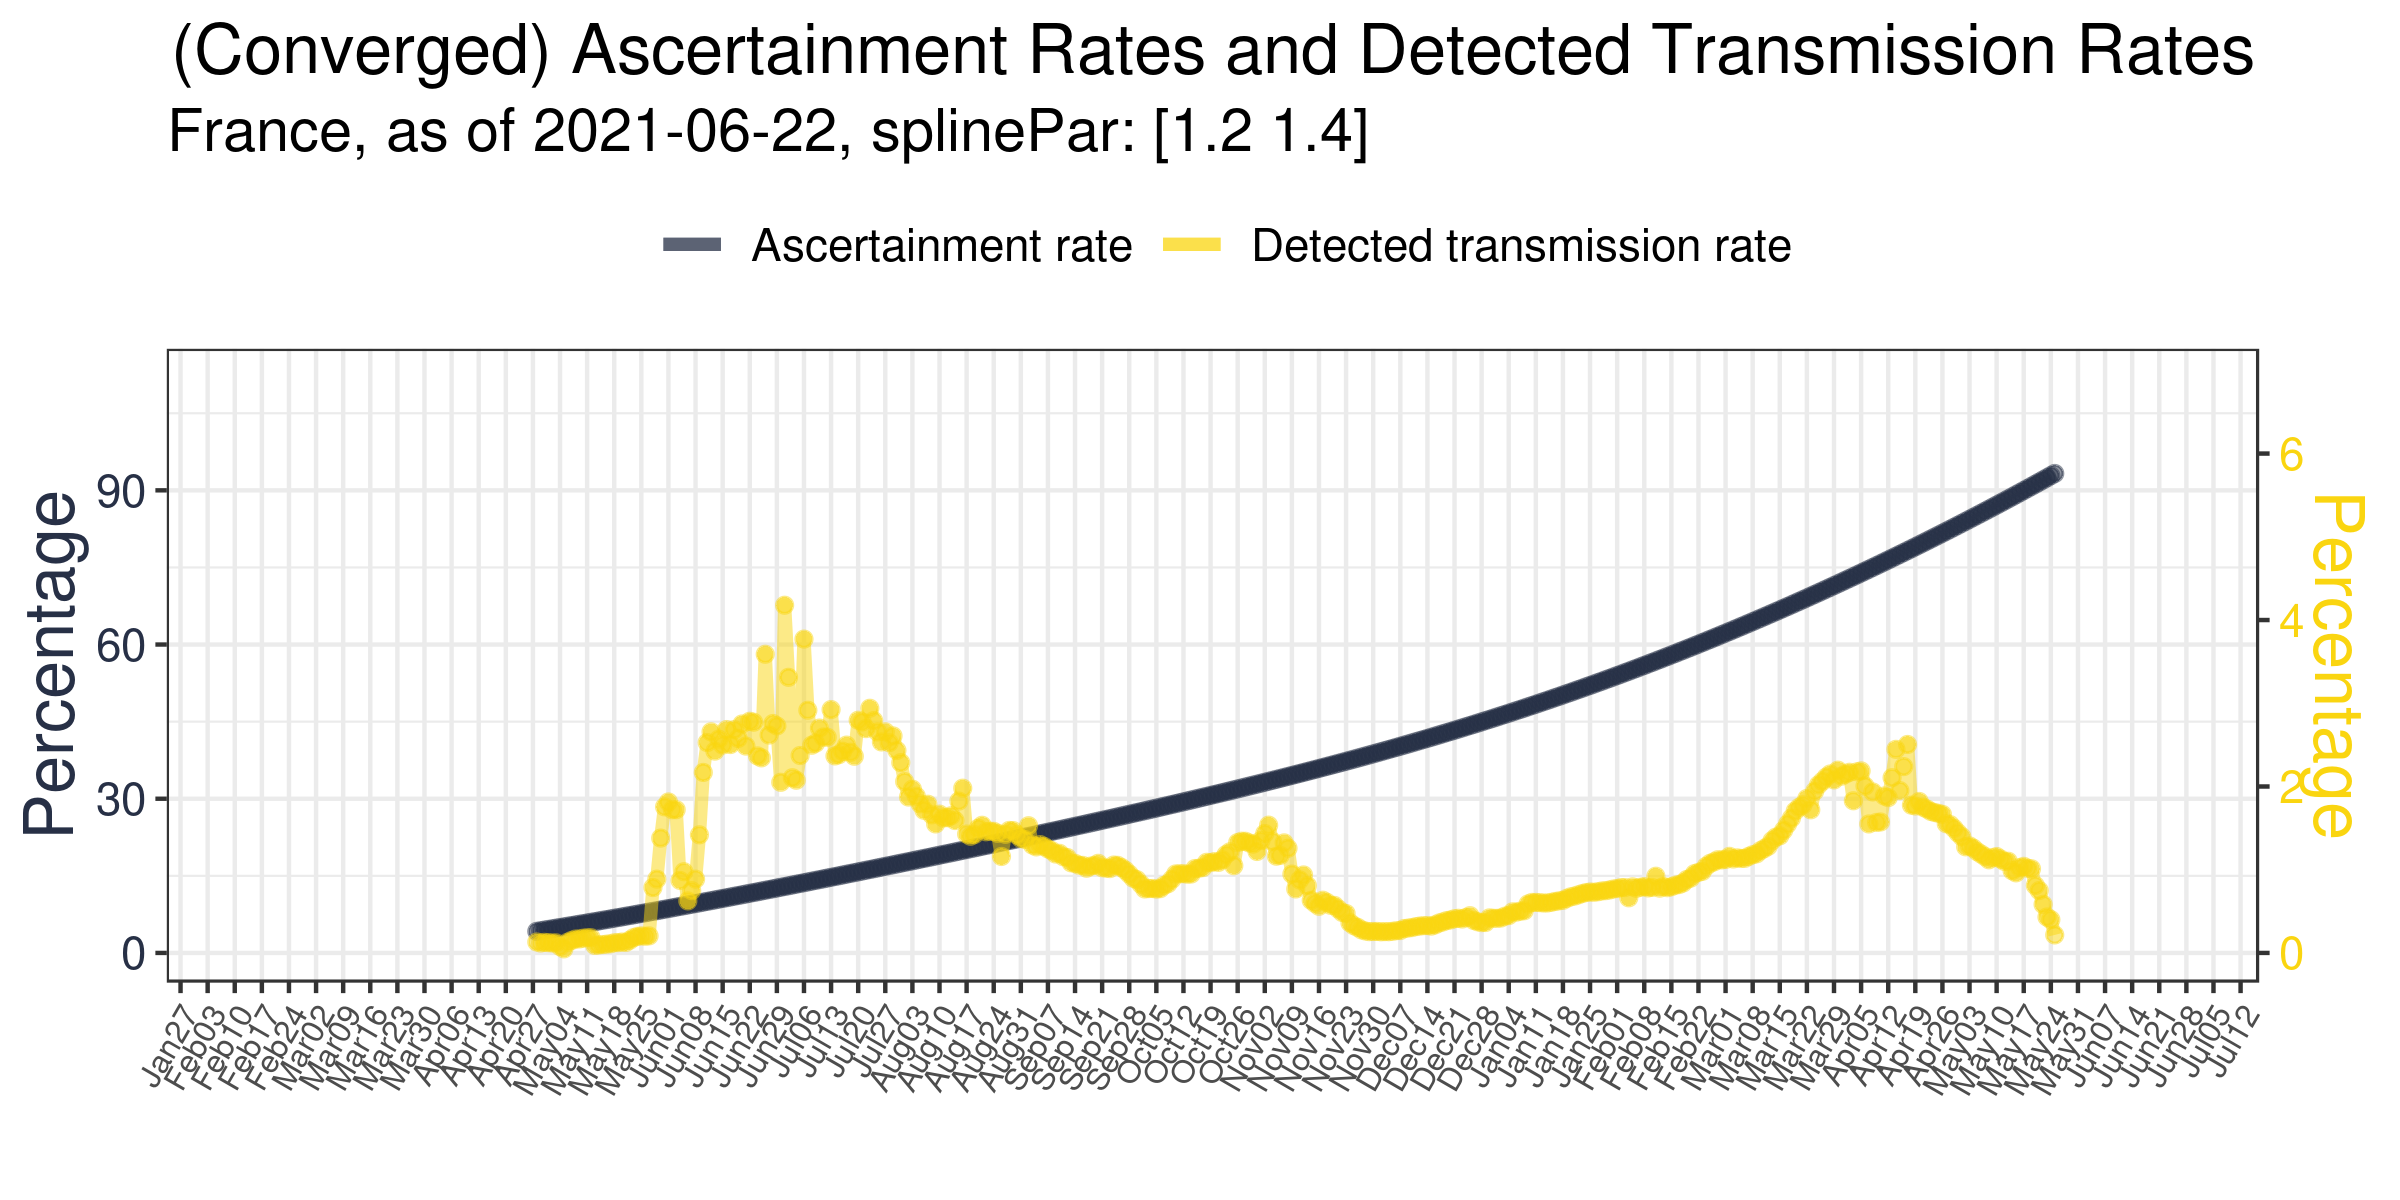 (Converged) Ascertainment Rates and Detected Transmission Rates
France, as of 2021-06-22, splinePar: [1.2 1.4]
Ascertainment rate
Detected transmission rate
Percentage
90
60
30
0
6
4
2
0
Percentage
Jan27
Feb03
Feb10
Feb17
Feb24
Mar02
Mar09
Mar16
Mar23
Mar30
Apr06
Apr13
Apr20
Apr27
May04
May11
May18
May25
Jun01
Jun08
Jun15
Jun22
Jun29
Jul06
Jul13
Jul20
Jul27
Aug03
Aug10
Aug17
Aug24
Aug31
Sep07
Sep14
Sep21
Sep28
Oct05
Oct12
Oct19
Oct26
Nov02
Nov09
Nov16
Nov23
Nov30
Dec07
Dec14
Dec21
Dec28
Jan04
Jan11
Jan18
Jan25
Feb01
Feb08
Feb15
Feb22
Mar01
Mar08
Mar15
Mar22
Mar29
Apr05
Apr12
Apr19
Apr26
May03
May10
May17
May24
May31
Jun07
Jun14
Jun21
Jun28
Jul05
Jul12